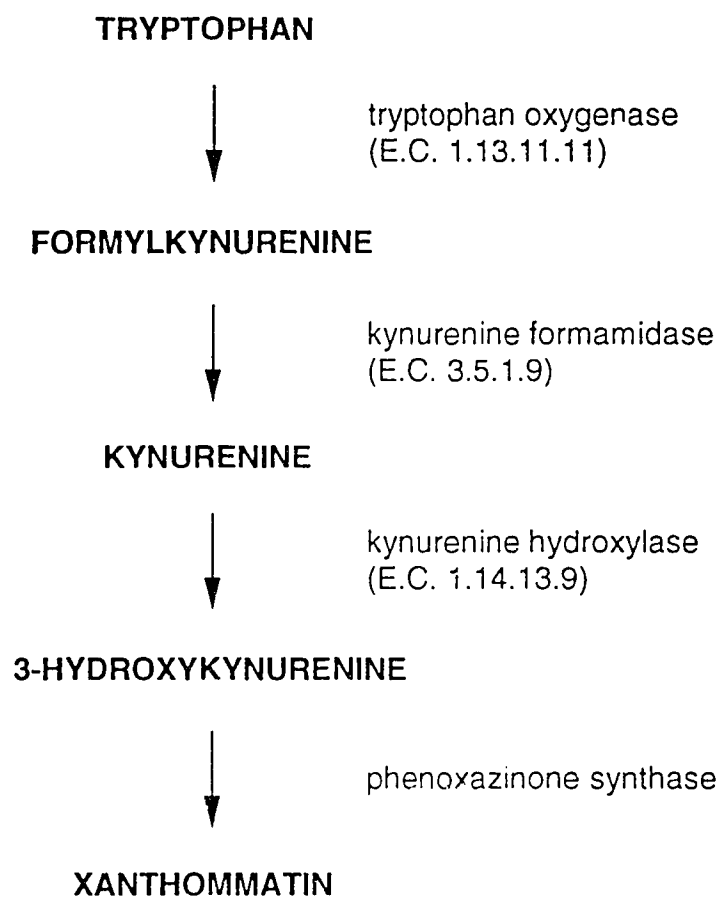 TRYPTOPHAN
tryptophan oxygenase
(E.C. 1.13.11.11)
FORMYLKYNURENINE
kynurenine formamidase
(E.C. 3.5.1.9)
KYNURENINE
kynurenine hydroxylase
(E.C. 1.14.13.9)
3-HYDROXYKYNURENINE
phenoxazinone synthase
XANTHOMMATIN